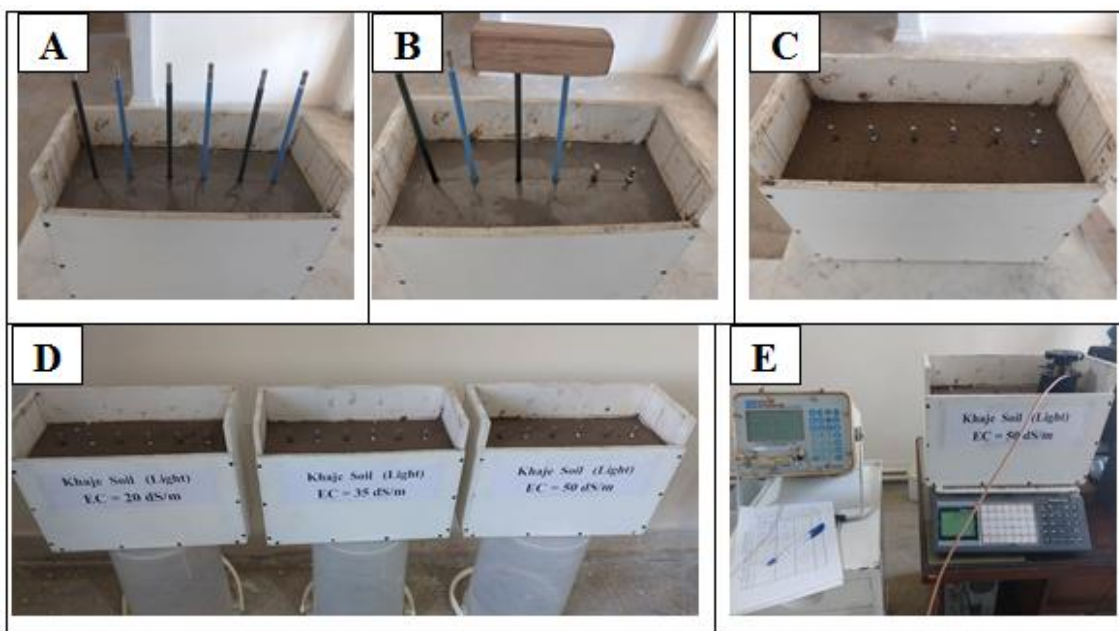 A
B
C
D
Khaje Soil (Light)
EC = 20 dS/m
Khaje Soil (Light)
EC = 35 dS/m
Khaje Soil (Light)
EC = 50 dS/m
E
Khaje Soil (Light)
EC = 50 dS/m